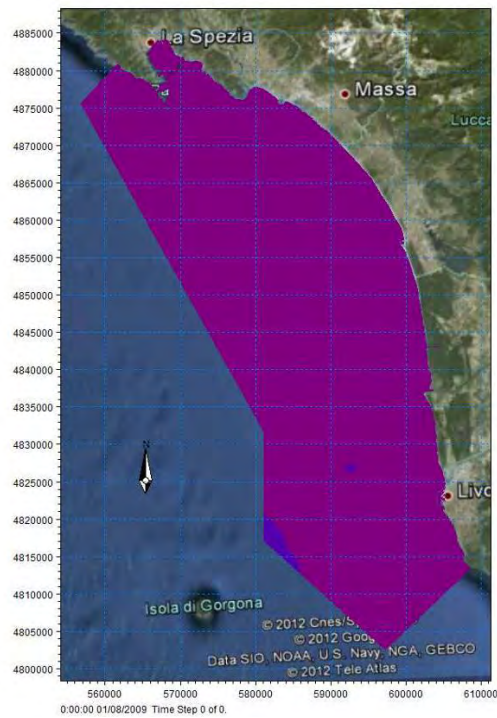 4885000
4880000
4875000
4870000
4865000
4860000
4855000
4850000
4845000
4840000
4835000
4830000
4825000
4820000
4815000
4810000
4805000
4800000
La Spezia
Massa
Lucca
N
Livo
Isola di Gorgona
© 2012 Cnes/S
© 2012 Goog
Data SIO, NOAA, U.S. Navy, NGA, GEBCO
© 2012 Tele Atlas
560000 570000 580000 590000 600000 610000
0:00:00 01/08/2009 Time Step 0 of 0.